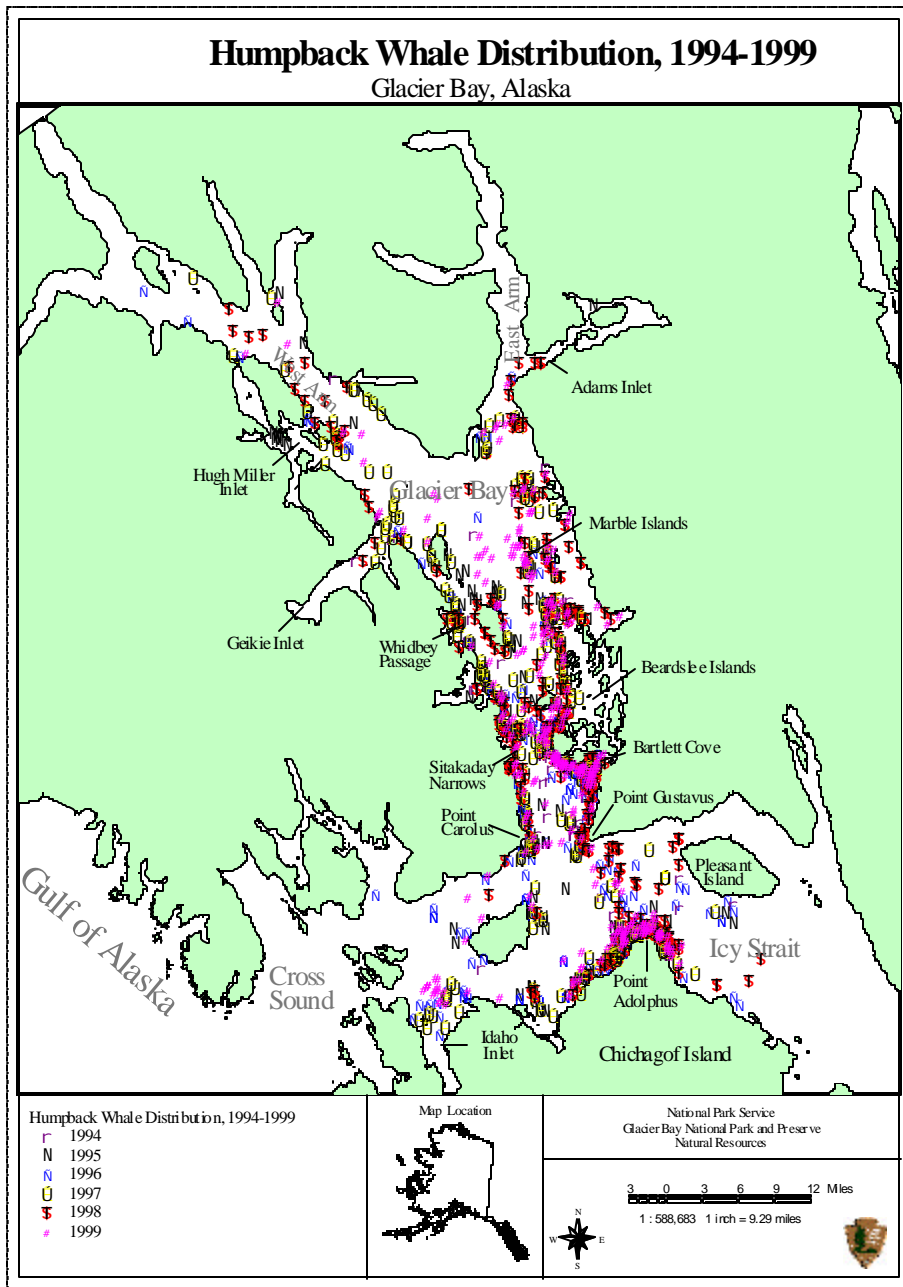 Humpback Whale Distribution, 1994-1999
Glacier Bay, Alaska
East Arm
West Arm
Adams Inlet
Hugh Miller
Inlet
Glacier Bay
Marble Islands
Geikie Inlet
Whidbey
Passage
Beardslee Islands
Bartlett Cove
Sitakaday
Narrows
Point Gustavus
Point
Carolus
Pleasant
Island
Gulf of Alaska
Cross
Sound
Icy Strait
Point
Adolphus
Idaho
Inlet
Chichagof Island
Humpback Whale Distribution, 1994-1999
r 1994
N 1995
Ñ 1996
Ú 1997
1998
# 1999
Map Location
National Park Service
Glacier Bay National Park and Preserve
Natural Resources
3 0 3 6 9 12 Miles
1 : 588,683 1 inch = 9.29 miles
N
W E
S